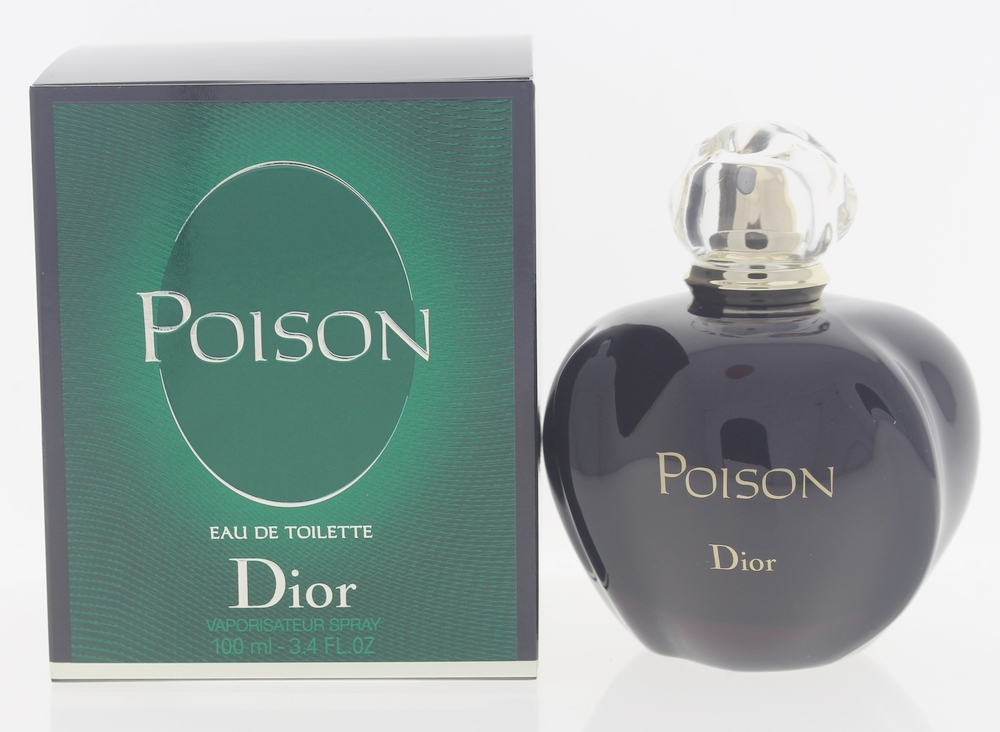 POISON
EAU DE TOILETTE
Dior
VAPORISATEUR SPRAY
100 ml - 3.4 FL.OZ
POISON
Dior